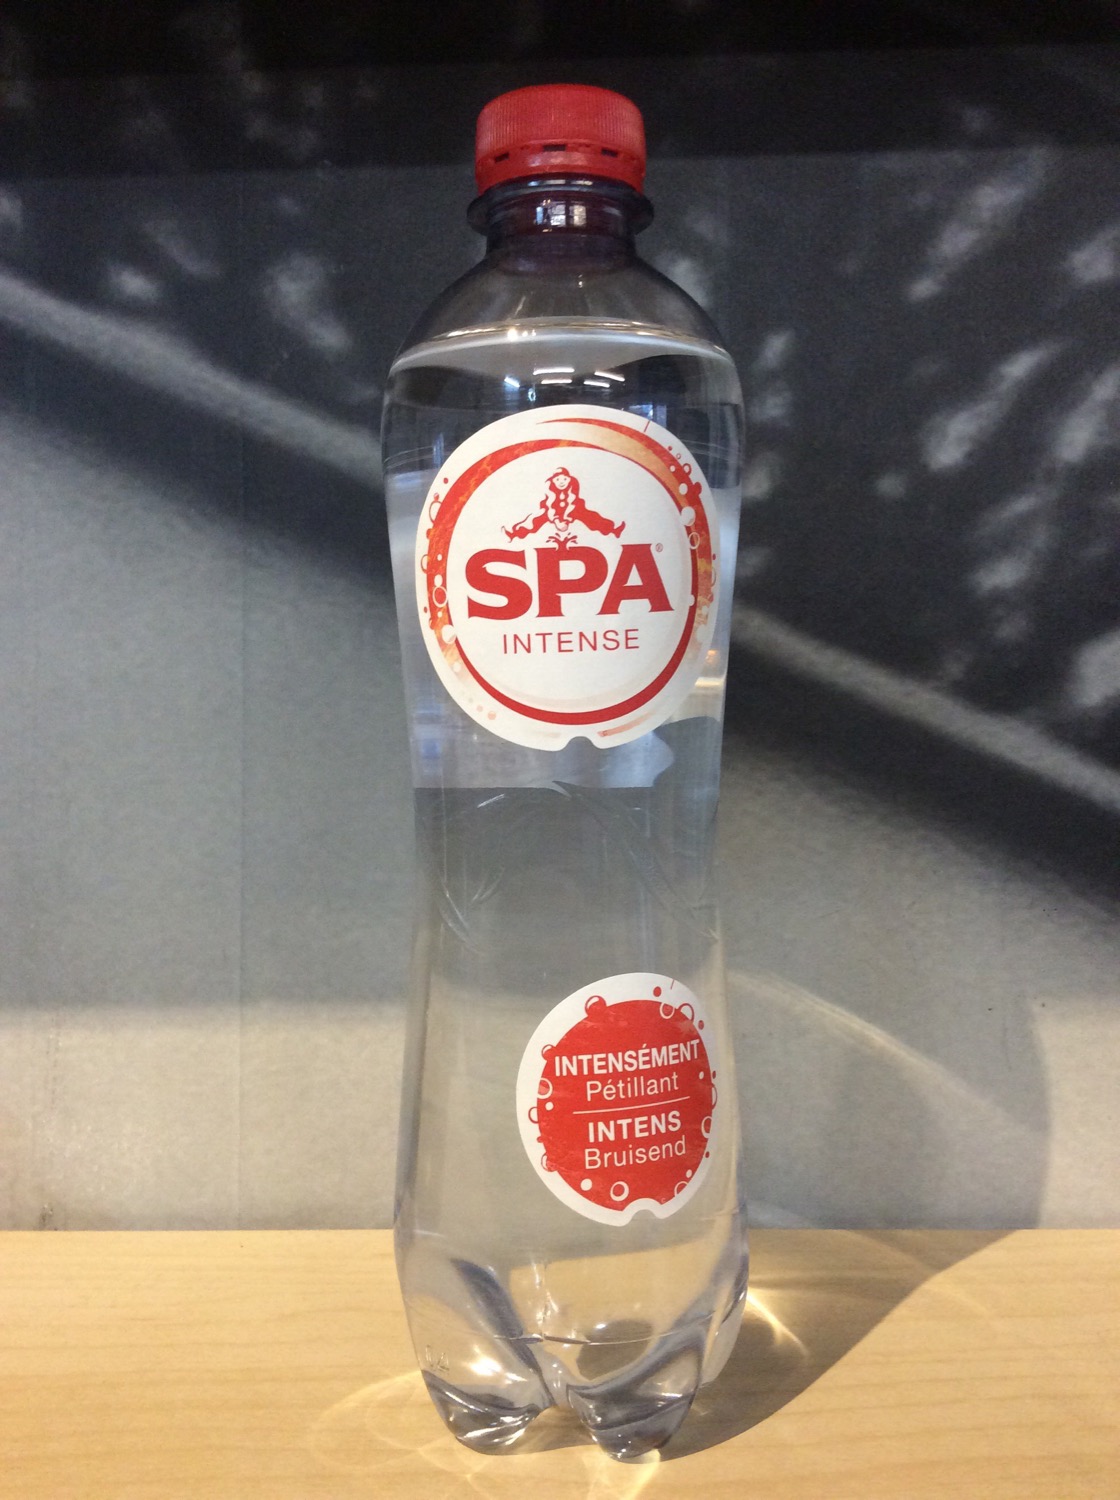 SPA®
INTENSE
INTENSÉMENT
Pétillant
INTENS
Bruisend